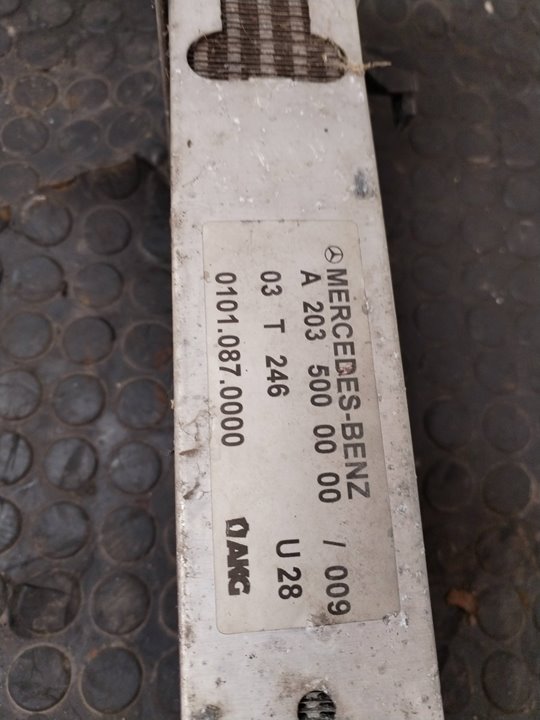 MERCEDES-BENZ
A 203 500 00 00 / 009
03 T 246 U 28
0101.087.0000 AKG